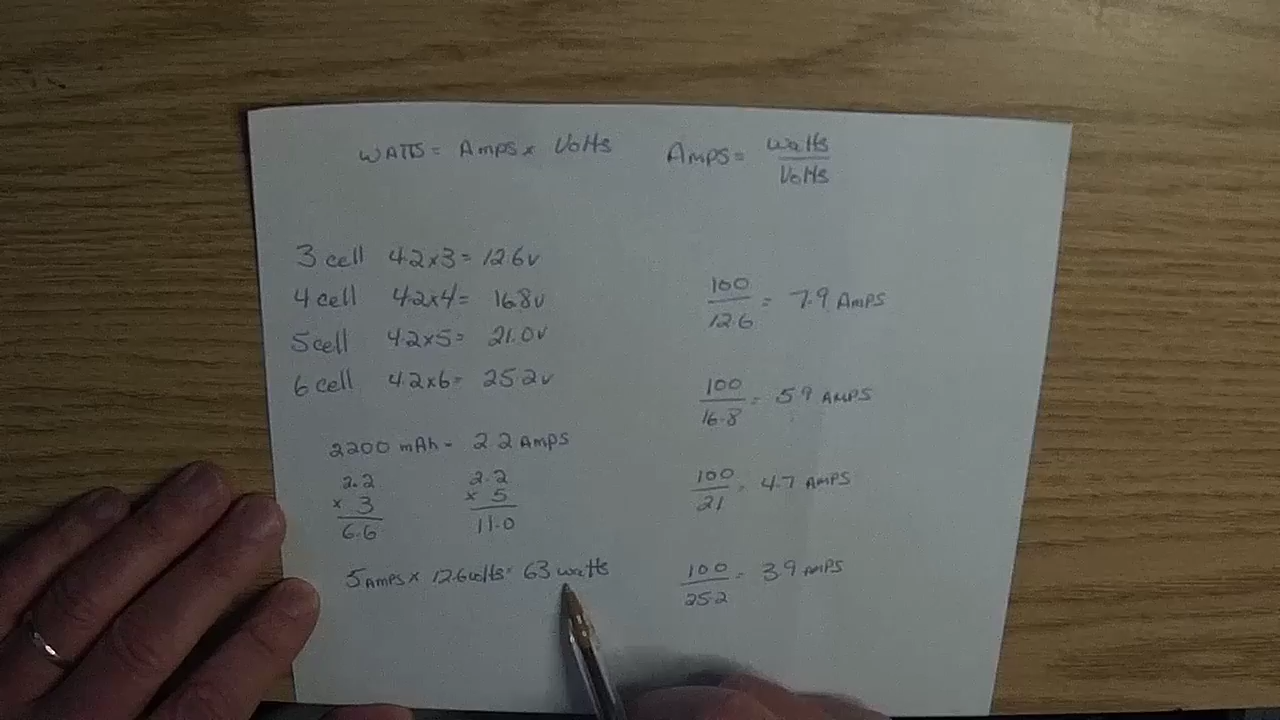 WATTS = AMPS x Volts
AMPS = watts / Volts
3 cell 4.2x3= 12.6v
4 cell 4.2x4= 16.8v
5 cell 4.2x5= 21.0v
6 cell 4.2x6= 25.2v
2200 mAh - 2.2 AMPS
2.2
x 3
6.6
2.2
x 5
11.0
5 AMPS x 12.6 volts = 63 watts
100 / 12.6 = 7.9 AMPS
100 / 16.8 = 5.9 AMPS
100 / 21 = 4.7 AMPS
100 / 25.2 = 3.9 AMPS